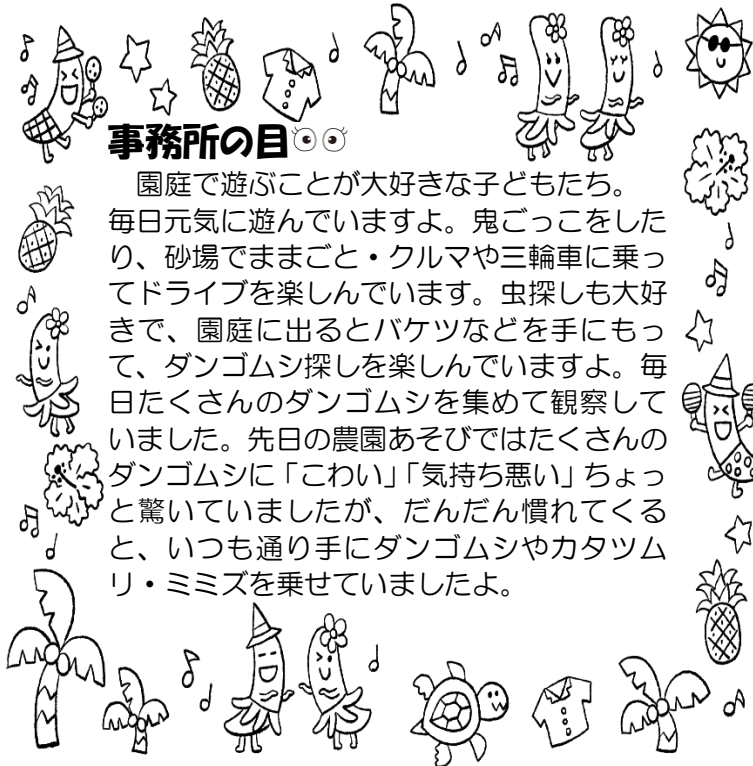 事務所の目👀
園庭で遊ぶことが大好きな子どもたち。
毎日元気に遊んでいますよ。鬼ごっこをした
り、砂場でままごと・クルマや三輪車に乗っ
てドライブを楽しんでいます。虫探しも大好
きで、園庭に出るとバケツなどを手にもっ
て、ダンゴムシ探しを楽しんでいますよ。毎
日たくさんのダンゴムシを集めて観察して
いました。先日の農園あそびではたくさんの
ダンゴムシに「こわい」「気持ち悪い」ちょっ
と驚いていましたが、だんだん慣れてくる
と、いつも通り手にダンゴムシやカタツム
リ・ミミズを乗せていましたよ。